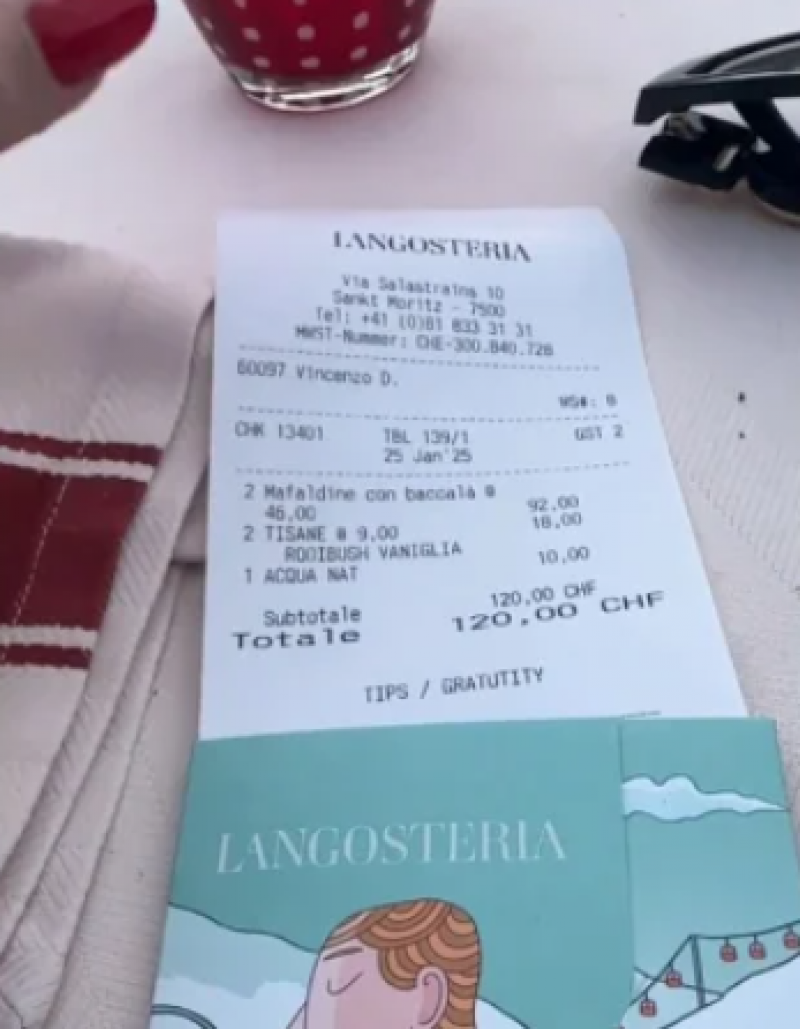 LANGOSTERIA
Via Salastrains 10
Sankt Moritz - 7500
Tel: +41 (0)81 833 31 31
MWST-Nummer: CHE-300.840.728
60097 Vincenzo D.
WS#: 8
CHK 13401 TBL 139/1 GST 2
25 Jan'25
2 Mafaldine con baccalà @
46,00 92,00
2 TISANE @ 9,00 18,00
ROOIBUSH VANIGLIA
1 ACQUA NAT 10,00
Subtotale 120,00 CHF
Totale 120,00 CHF
TIPS / GRATUTITY
LANGOSTERIA